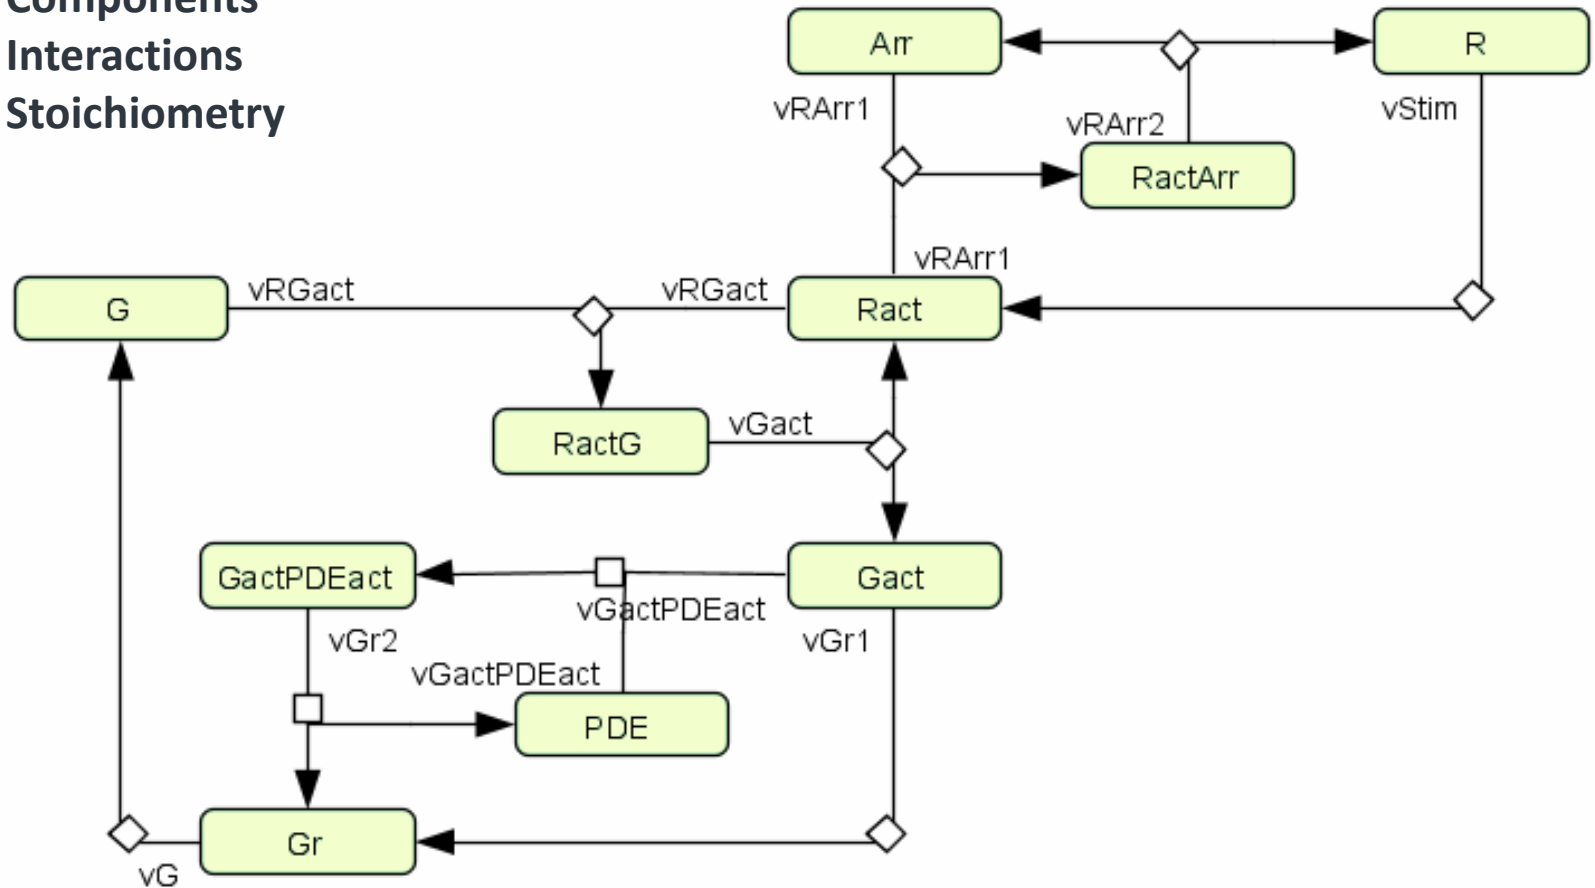 Components
Interactions
Stoichiometry
Arr
R
vRArr1
vRArr2
vStim
RactArr
vRArr1
G
vRGact
vRGact
Ract
RactG
vGact
GactPDEact
Gact
vGactPDEact
vGr2
vGr1
vGactPDEact
PDE
Gr
vG